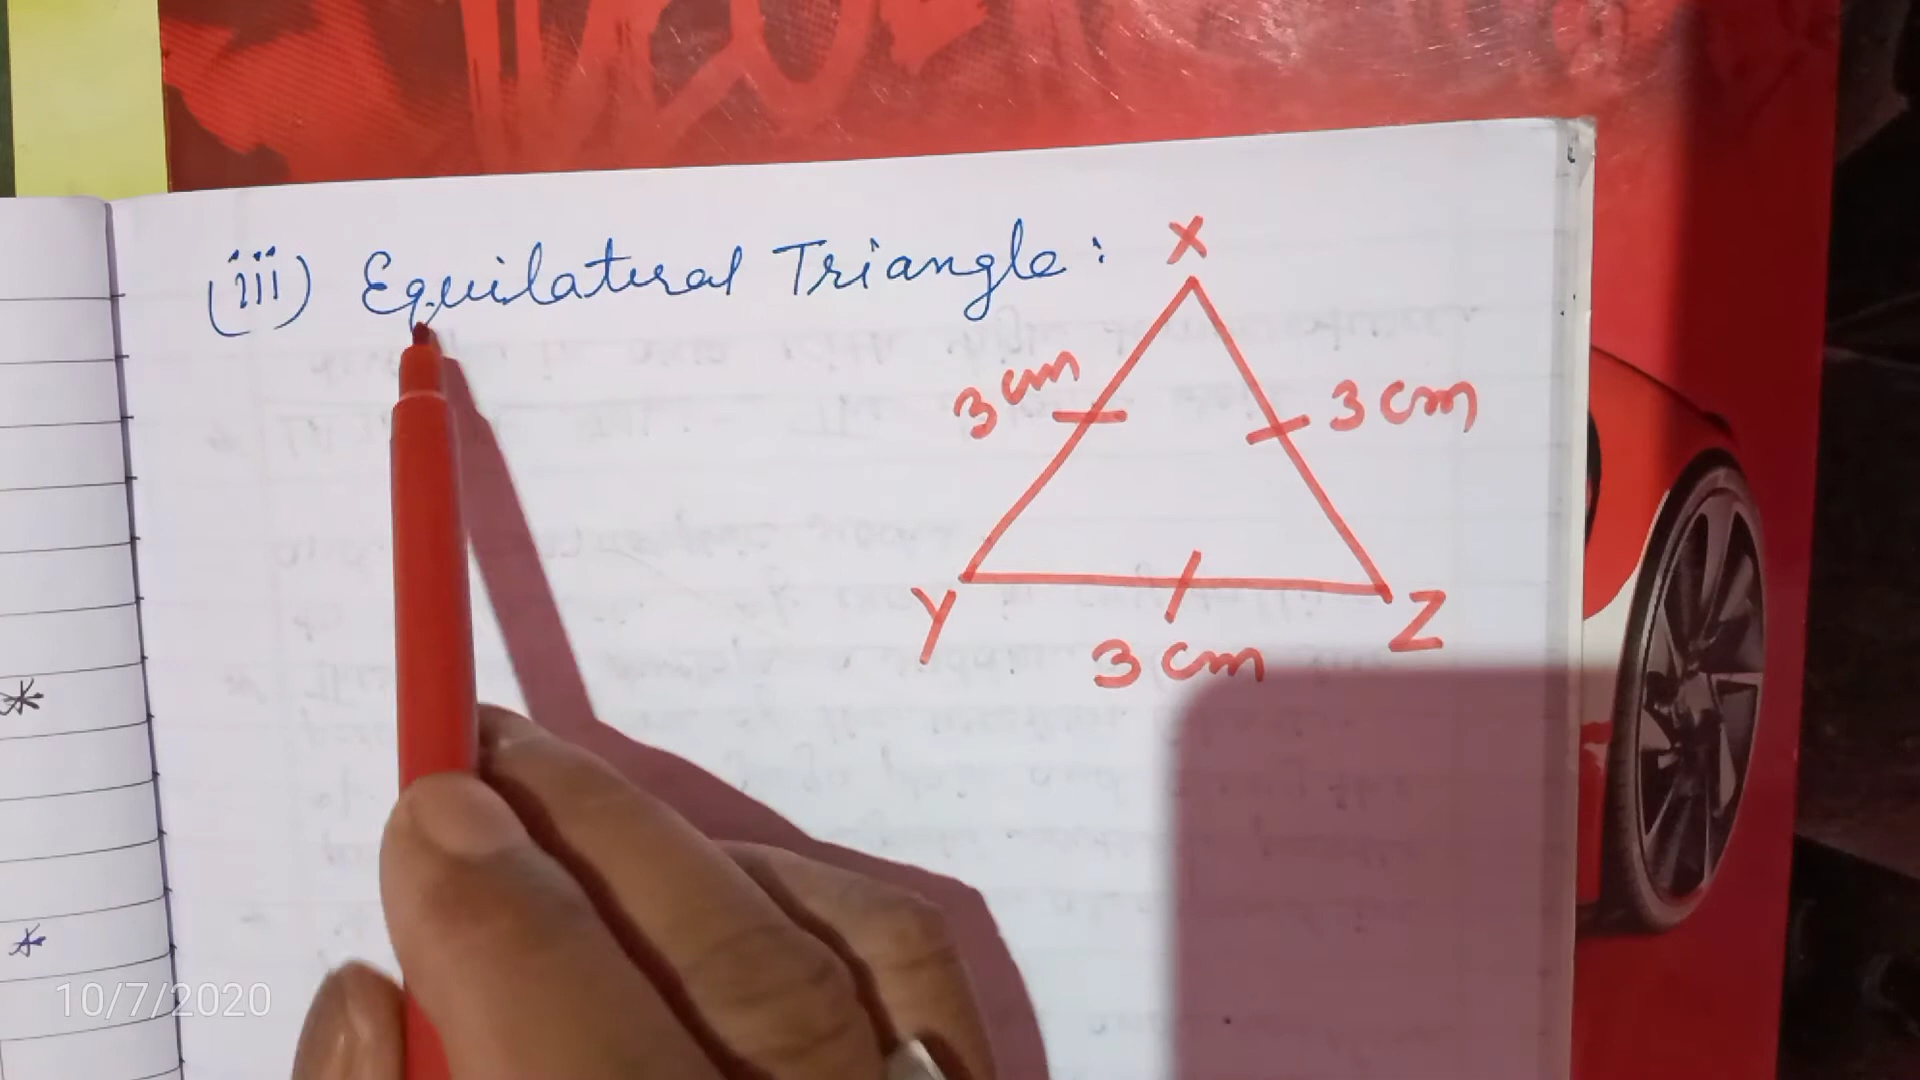 (iii) Equilateral Triangle:
X
3 cm
3 cm
Y
Z
3 cm
10/7/2020